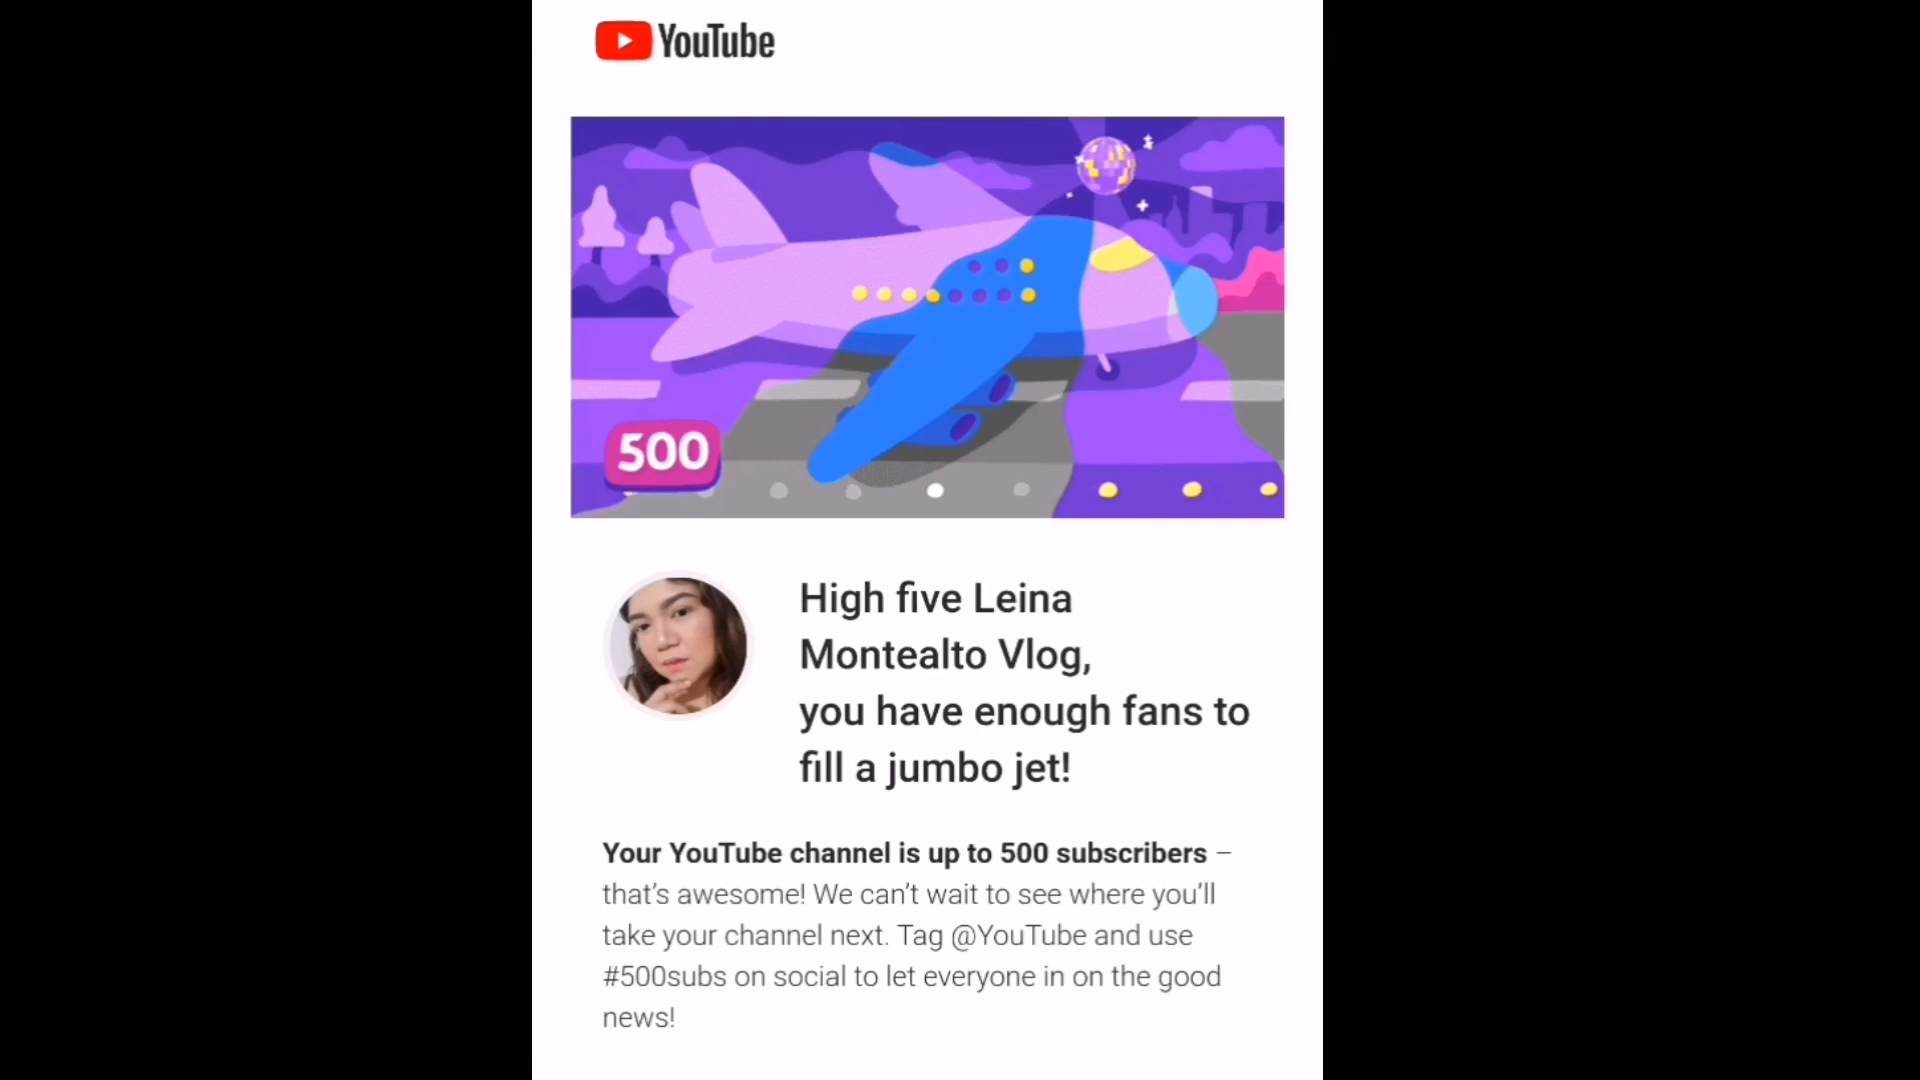 YouTube
500
High five Leina
Montealto Vlog,
you have enough fans to
fill a jumbo jet!
Your YouTube channel is up to 500 subscribers –
that’s awesome! We can’t wait to see where you’ll
take your channel next. Tag @YouTube and use
#500subs on social to let everyone in on the good
news!